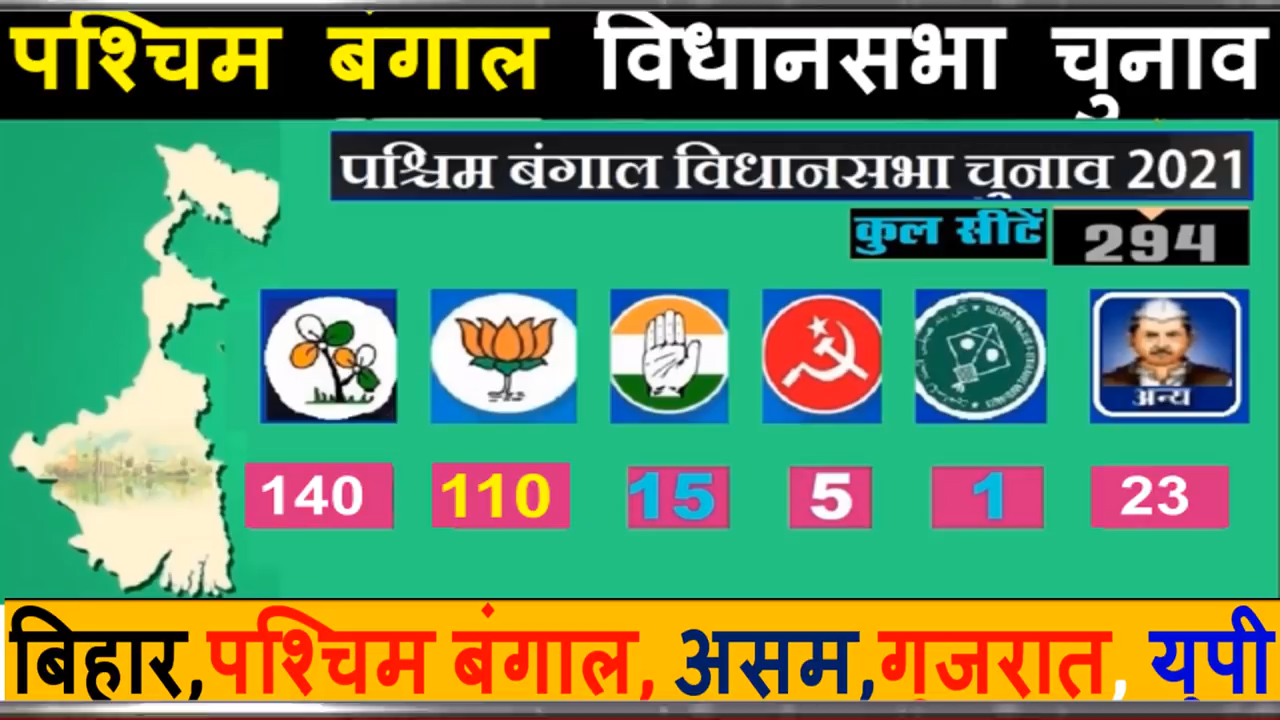 पश्चिम बंगाल विधानसभा चुनाव
पश्चिम बंगाल विधानसभा चुनाव 2021
कुल सीटें 294
अन्य
140 110 15 5 1 23
बिहार,पश्चिम बंगाल, असम,गुजरात, यूपी